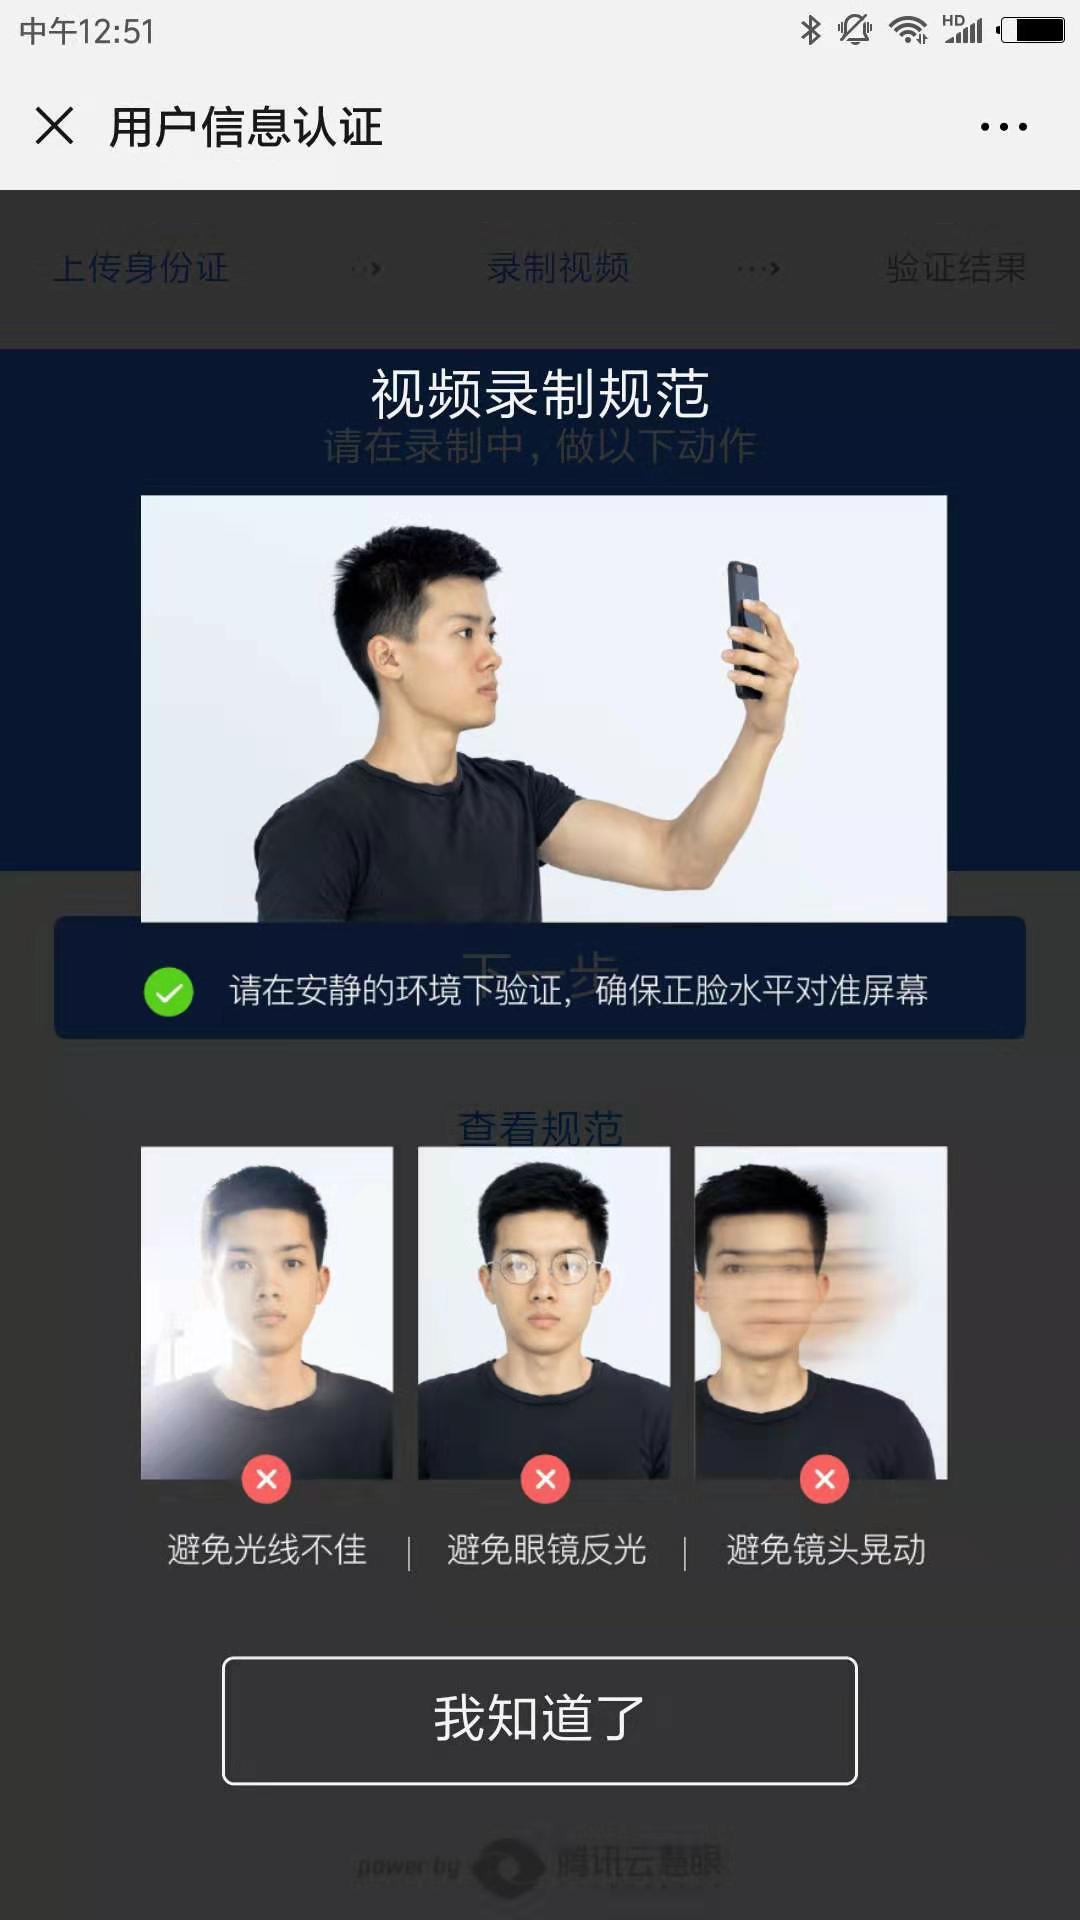 中午12:51
HD
用户信息认证
上传身份证
录制视频
验证结果
视频录制规范
请在录制中，做以下动作
下一步
请在安静的环境下验证，确保正脸水平对准屏幕
查看规范
避免光线不佳 | 避免眼镜反光 | 避免镜头晃动
我知道了
power by 腾讯云慧眼